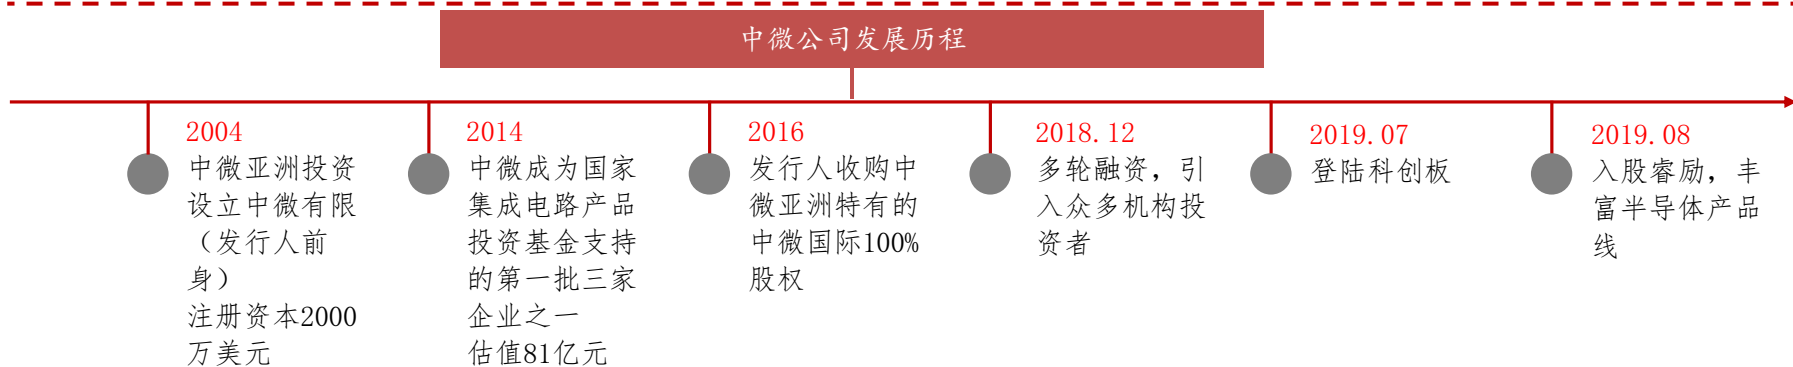 中微公司发展历程
2004
中微亚洲投资
设立中微有限
（发行人前
身）
注册资本2000
万美元
2014
中微成为国家
集成电路产品
投资基金支持
的第一批三家
企业之一
估值81亿元
2016
发行人收购中
微亚洲特有的
中微国际100%
股权
2018.12
多轮融资，引
入众多机构投
资者
2019.07
登陆科创板
2019.08
入股睿励，丰
富半导体产品
线